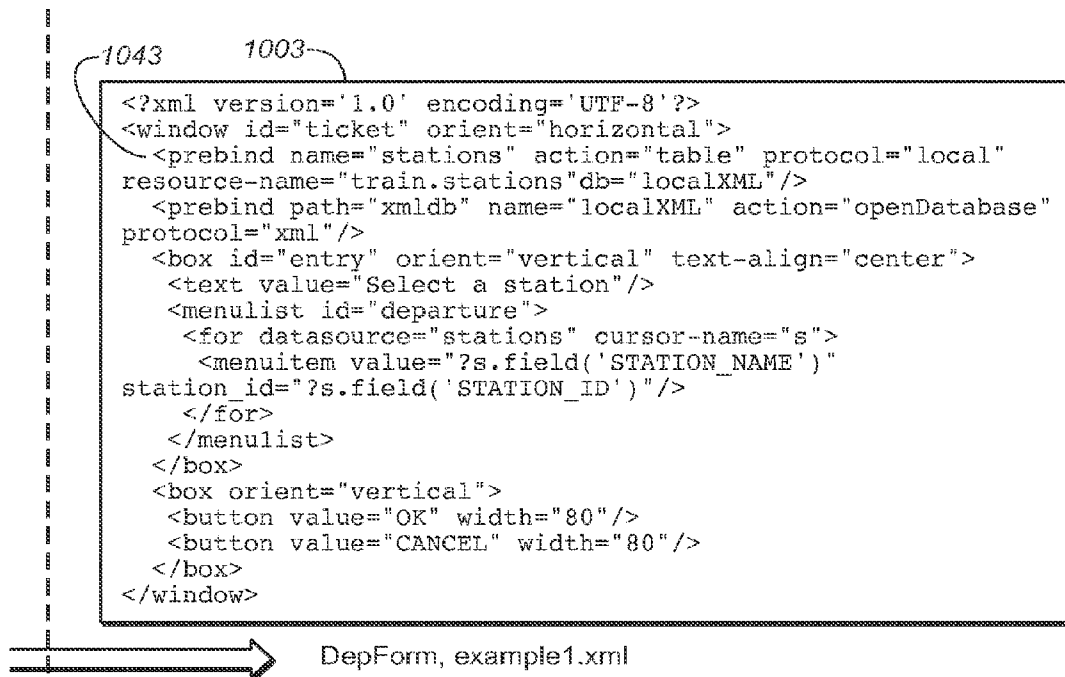 1043 1003
<?xml version='1.0' encoding='UTF-8'?>
<window id="ticket" orient="horizontal">
<prebind name="stations" action="table" protocol="local"
resource-name="train.stations"db="localXML"/>
<prebind path="xmldb" name="localXML" action="openDatabase"
protocol="xml"/>
<box id="entry" orient="vertical" text-align="center">
<text value="Select a station"/>
<menulist id="departure">
<for datasource="stations" cursor-name="s">
<menuitem value="?s.field('STATION_NAME')"
station_id="?s.field('STATION_ID')"/>
</for>
</menulist>
</box>
<box orient="vertical">
<button value="OK" width="80"/>
<button value="CANCEL" width="80"/>
</box>
</window>
DepForm, example1.xml